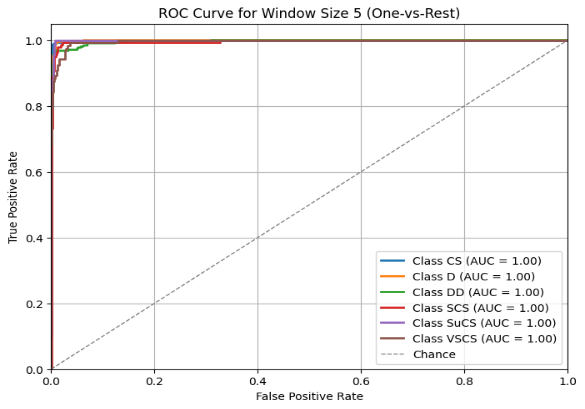 ROC Curve for Window Size 5 (One-vs-Rest)
True Positive Rate
1.0
0.8
0.6
0.4
0.2
0.0
Class CS (AUC = 1.00)
Class D (AUC = 1.00)
Class DD (AUC = 1.00)
Class SCS (AUC = 1.00)
Class SuCS (AUC = 1.00)
Class VSCS (AUC = 1.00)
Chance
0.0 0.2 0.4 0.6 0.8 1.0
False Positive Rate